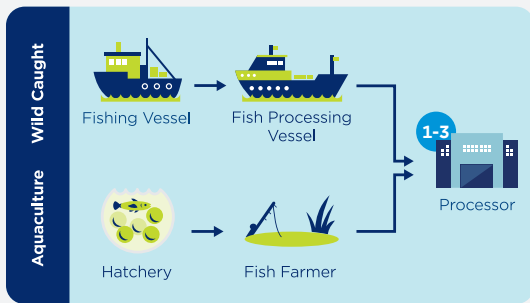 Wild Caught
Fishing Vessel
Fish Processing
Vessel
1-3
Processor
Aquaculture
Hatchery
Fish Farmer